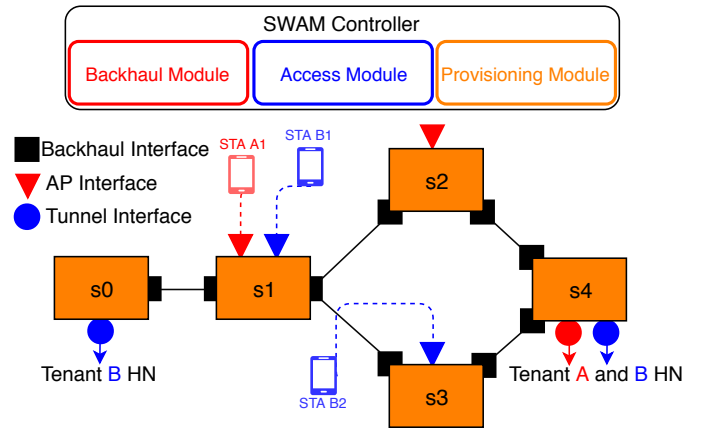 SWAM Controller
Backhaul Module
Access Module
Provisioning Module
STA A1
STA B1
Backhaul Interface
AP Interface
Tunnel Interface
s2
s0
s1
s4
Tenant B HN
STA B2
s3
Tenant A and B HN